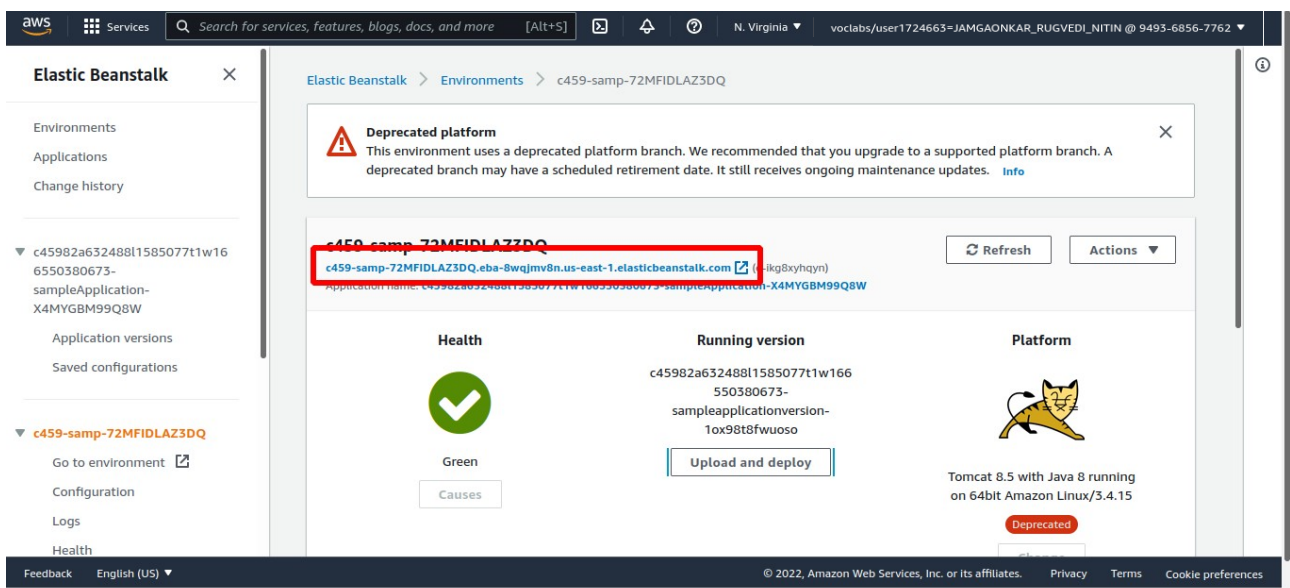 aws
Services
Search for services, features, blogs, docs, and more [Alt+S]
N. Virginia ▼
voclabs/user1724663=JAMGAONKAR_RUGVEDI_NITIN @ 9493-6856-7762 ▼
Elastic Beanstalk
Environments
Applications
Change history
c45982a632488l1585077t1w16
6550380673-
sampleApplication-
X4MYGBM99Q8W
Application versions
Saved configurations
c459-samp-72MFIDLAZ3DQ
Go to environment
Configuration
Logs
Health
Elastic Beanstalk > Environments > c459-samp-72MFIDLAZ3DQ
Deprecated platform
This environment uses a deprecated platform branch. We recommended that you upgrade to a supported platform branch. A
deprecated branch may have a scheduled retirement date. It still receives ongoing maintenance updates. Info
c459-samp-72MFIDLAZ3DQ
Refresh
Actions ▼
c459-samp-72MFIDLAZ3DQ.eba-8wqjmv8n.us-east-1.elasticbeanstalk.com (e-ikg8xyhqyn)
Application name: c45982a632488l1585077t1w166550380673-sampleApplication-X4MYGBM99Q8W
Health
Green
Causes
Running version
c45982a632488l1585077t1w166
550380673-
sampleapplicationversion-
1ox98t8fwuoso
Upload and deploy
Platform
Tomcat 8.5 with Java 8 running
on 64bit Amazon Linux/3.4.15
Deprecated
Change
Feedback
English (US) ▼
© 2022, Amazon Web Services, Inc. or its affiliates.
Privacy
Terms
Cookie preferences